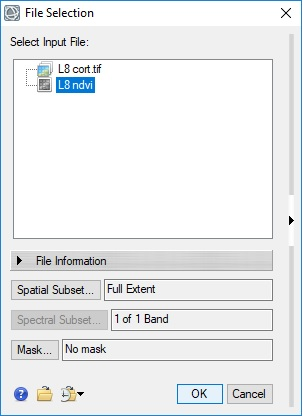 File Selection
Select Input File:
L8 cort.tif
L8 ndvi
File Information
Spatial Subset... Full Extent
Spectral Subset... 1 of 1 Band
Mask... No mask
? OK Cancel